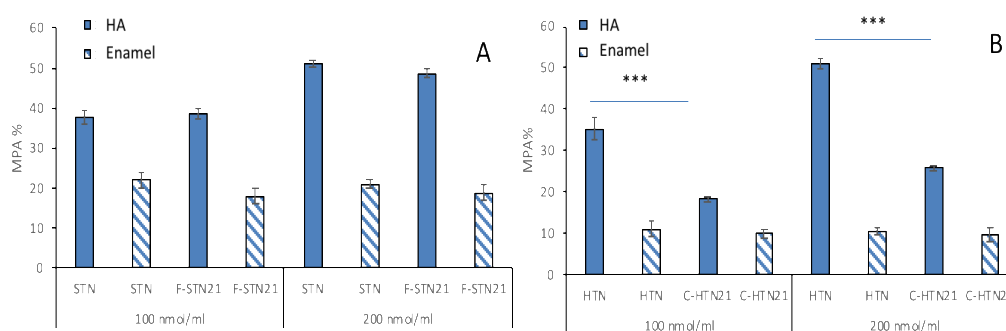 HA
Enamel
A
MPA %
60
50
40
30
20
10
0
STN STN F-STN21 F-STN21 STN STN F-STN21 F-STN21
100 nmol/ml 200 nmol/ml
HA
Enamel
B
***
***
MPA%
60
50
40
30
20
10
0
HTN HTN C-HTN21 C-HTN21 HTN HTN C-HTN21 C-HTN2
100 nmol/ml 200 nmol/ml